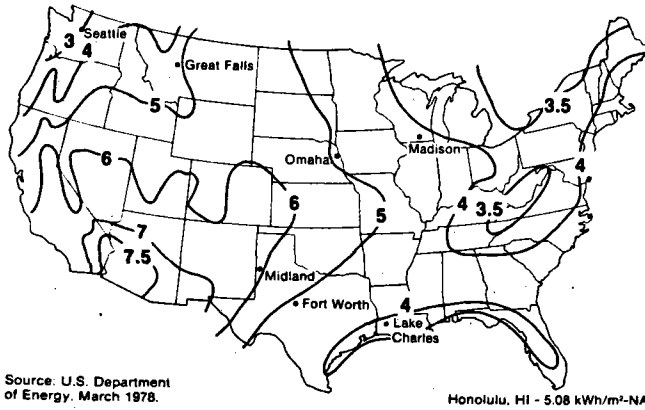 3
Seattle
4
Great Falls
5
3.5
Omaha
Madison
6
6
5
4
3.5
4
7
7.5
Midland
Fort Worth
4
Lake
Charles
Source: U.S. Department
of Energy, March 1978.
Honolulu, HI - 5.08 kWh/m²-